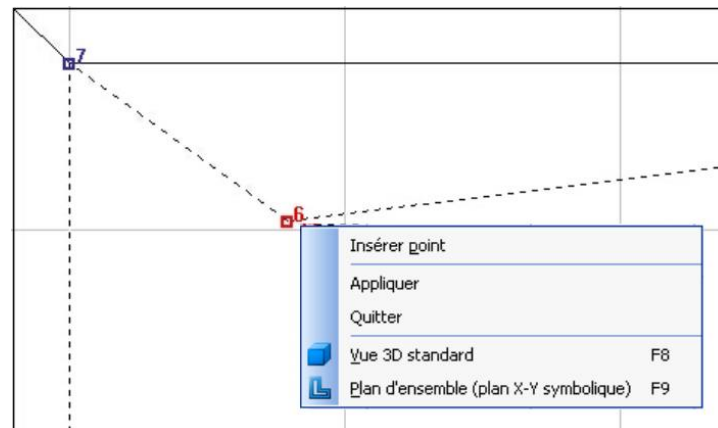 7
6
Insérer point
Appliquer
Quitter
Vue 3D standard F8
Plan d'ensemble (plan X-Y symbolique) F9